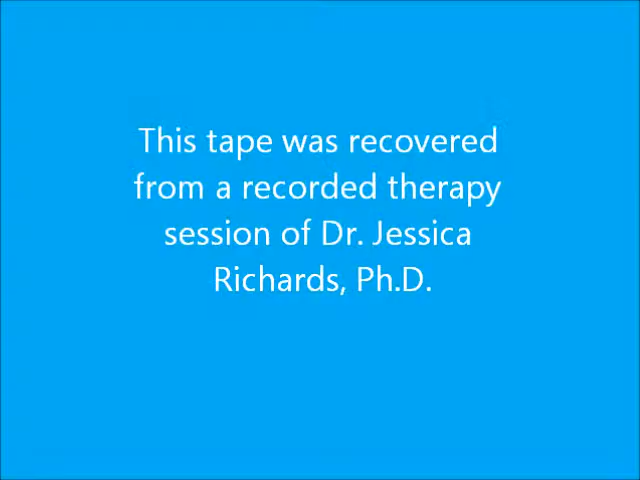 This tape was recovered
from a recorded therapy
session of Dr. Jessica
Richards, Ph.D.